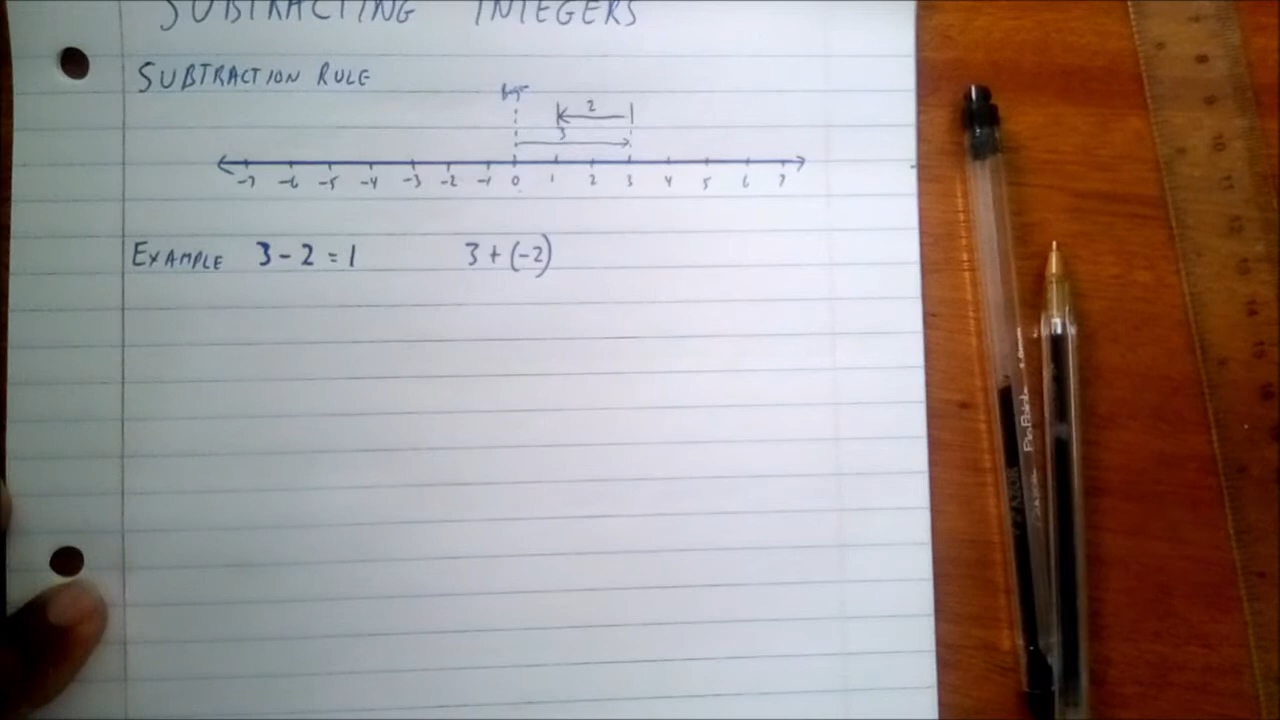 SUBTRACTING INTEGERS
SUBTRACTION RULE
2
3
-7 -6 -5 -4 -3 -2 -1 0 1 2 3 4 5 6 7
EXAMPLE 3 - 2 = 1 3 + (-2)